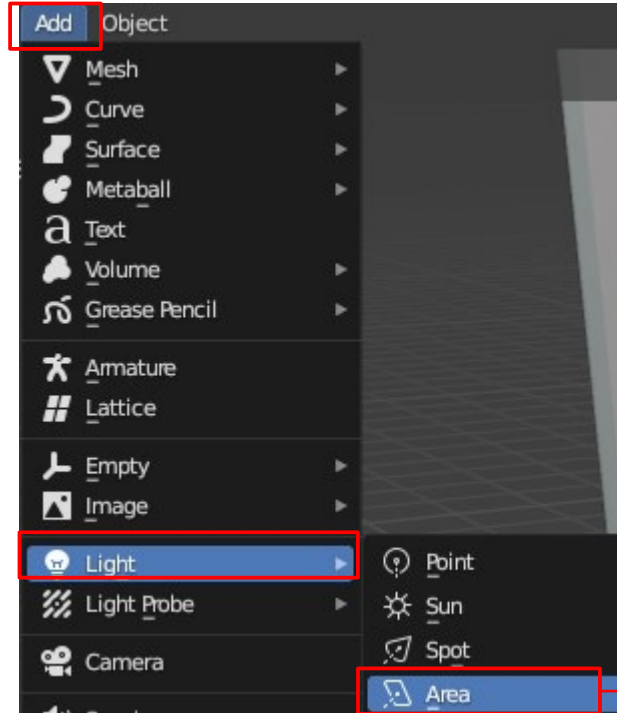 Add Object
Mesh
Curve
Surface
Metaball
Text
Volume
Grease Pencil
Armature
Lattice
Empty
Image
Light
Point
Light Probe
Sun
Camera
Spot
Area